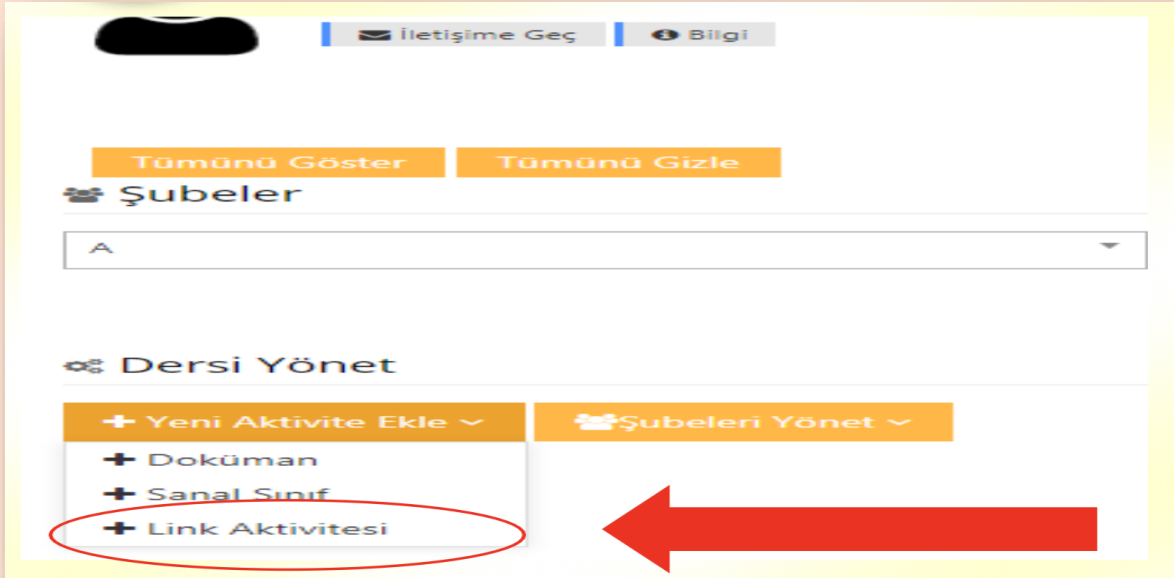 İletişime Geç Bilgi
Tümünü Göster Tümünü Gizle
Şubeler
A
Dersi Yönet
Yeni Aktivite Ekle Şubeleri Yönet
Doküman
Sanal Sınıf
Link Aktivitesi